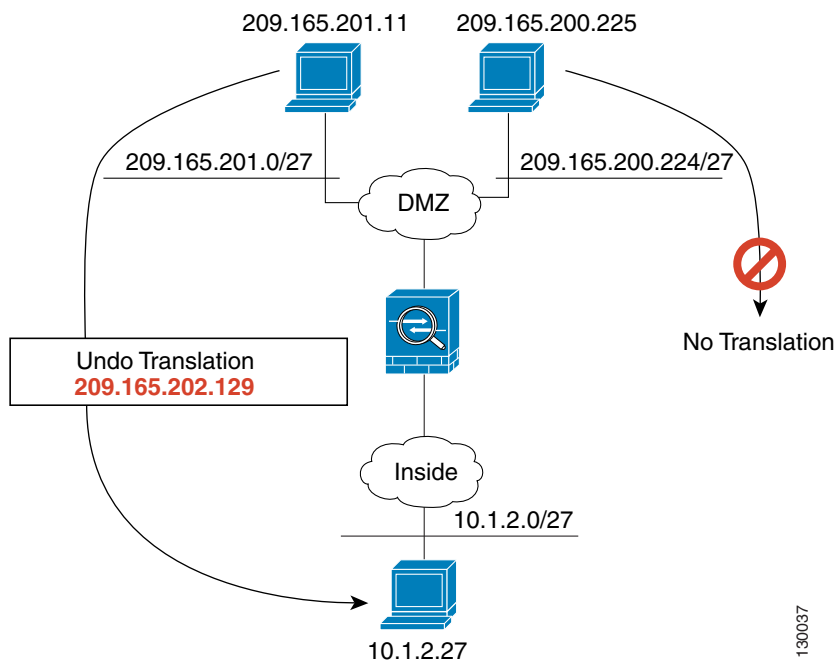 209.165.201.11
209.165.200.225
209.165.201.0/27
209.165.200.224/27
DMZ
No Translation
Undo Translation
209.165.202.129
Inside
10.1.2.0/27
10.1.2.27
130037